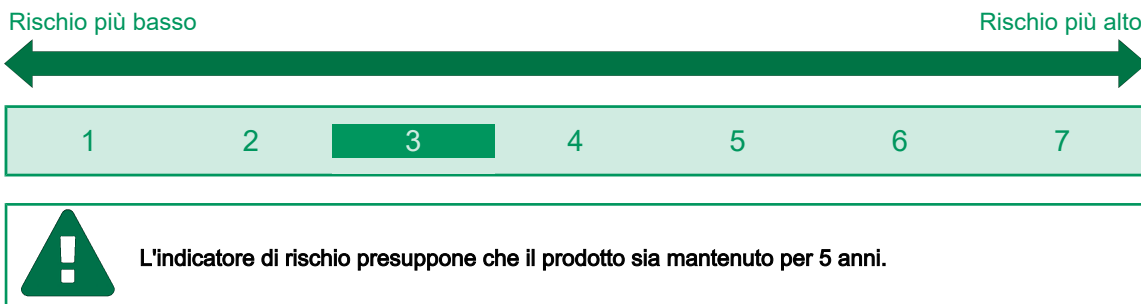 Rischio più basso Rischio più alto
1 2 3 4 5 6 7
L'indicatore di rischio presuppone che il prodotto sia mantenuto per 5 anni.